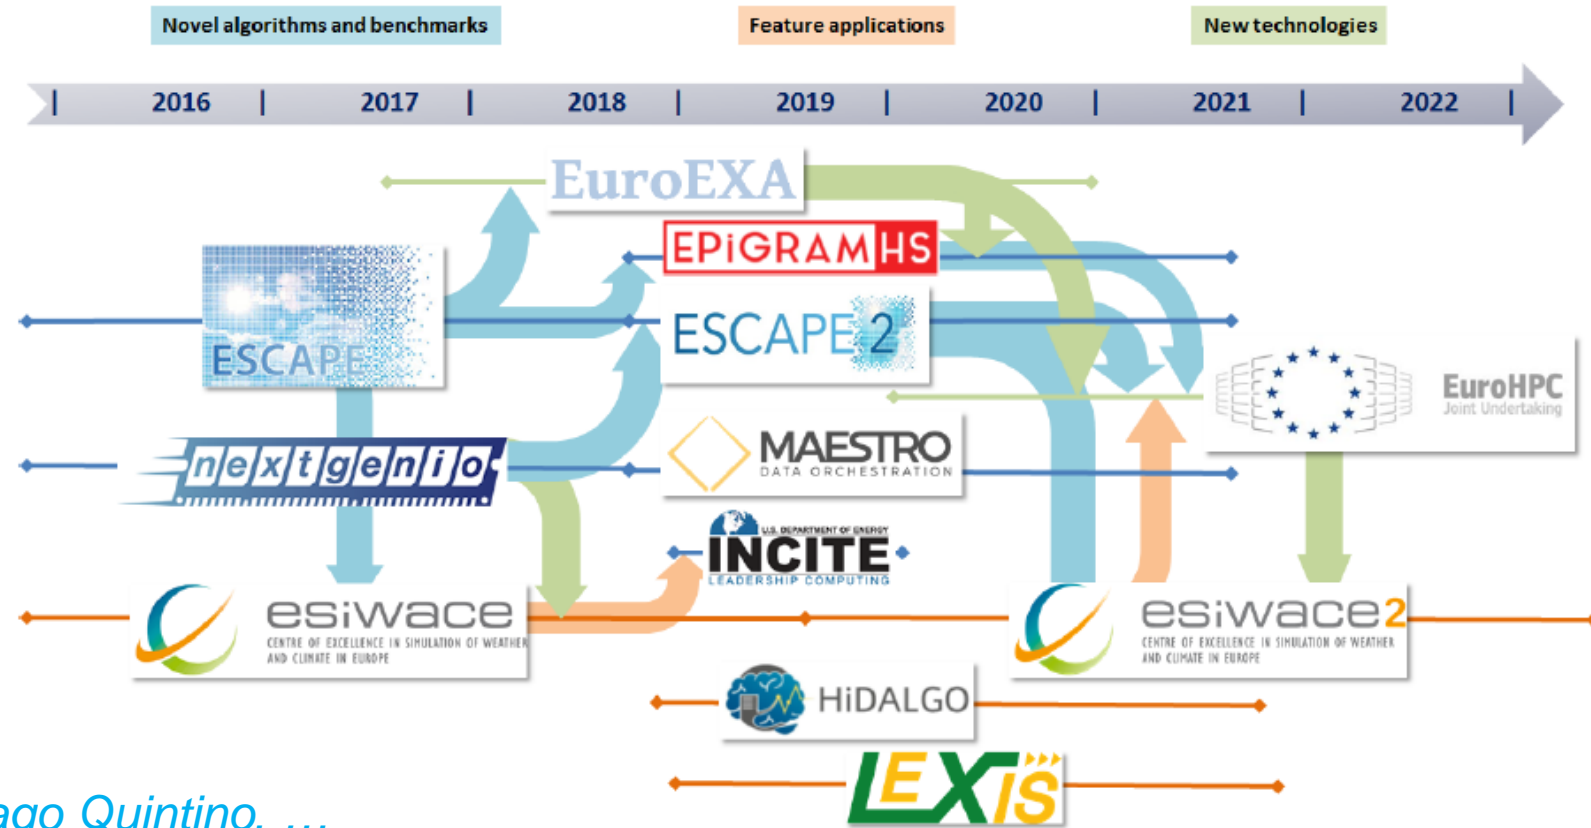 Novel algorithms and benchmarks
Feature applications
New technologies
| 2016 | 2017 | 2018 | 2019 | 2020 | 2021 | 2022 |
EuroEXA
EPiGRAM HS
ESCAPE
ESCAPE 2
EuroHPC
Joint Undertaking
nextgenio
MAESTRO
DATA ORCHESTRATION
U.S. DEPARTMENT OF ENERGY
INCITE
LEADERSHIP COMPUTING
esiwace
CENTRE OF EXCELLENCE IN SIMULATION OF WEATHER
AND CLIMATE IN EUROPE
esiwace2
CENTRE OF EXCELLENCE IN SIMULATION OF WEATHER
AND CLIMATE IN EUROPE
HiDALGO
LEXIS
ago Quintino, ...